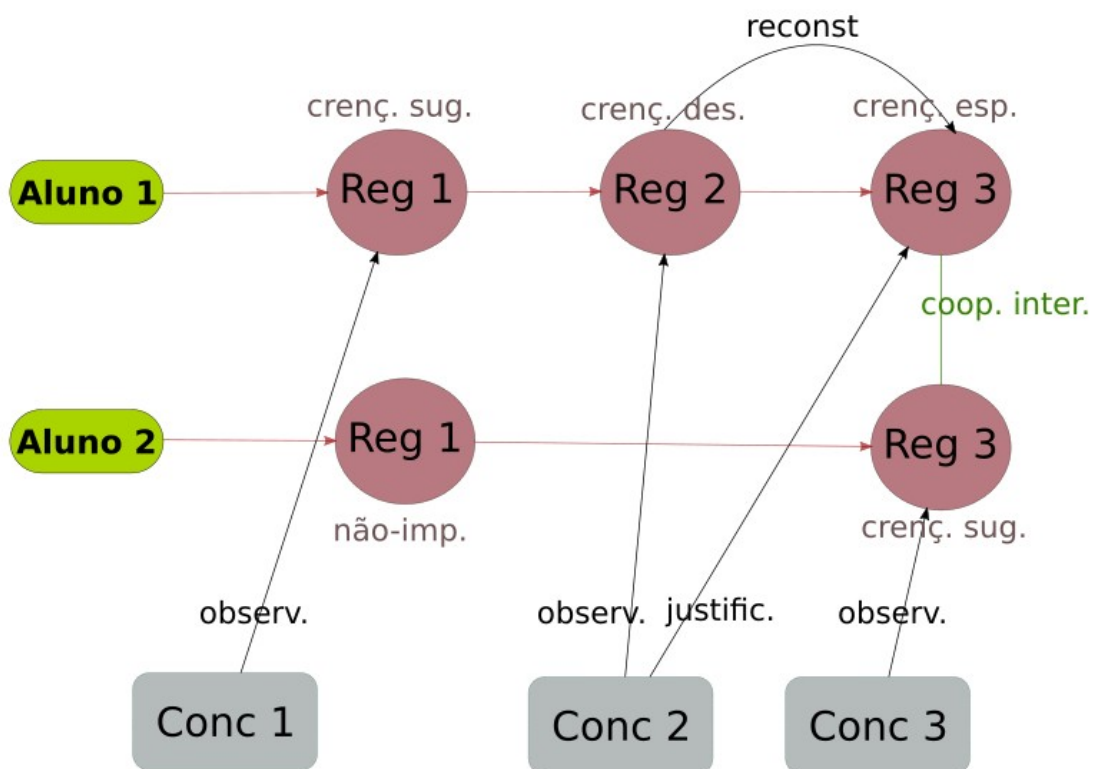 reconst
crenç. sug.
crenç. des.
crenç. esp.
Aluno 1
Reg 1
Reg 2
Reg 3
coop. inter.
Aluno 2
Reg 1
Reg 3
não-imp.
crenç. sug.
observ.
observ.
justific.
observ.
Conc 1
Conc 2
Conc 3